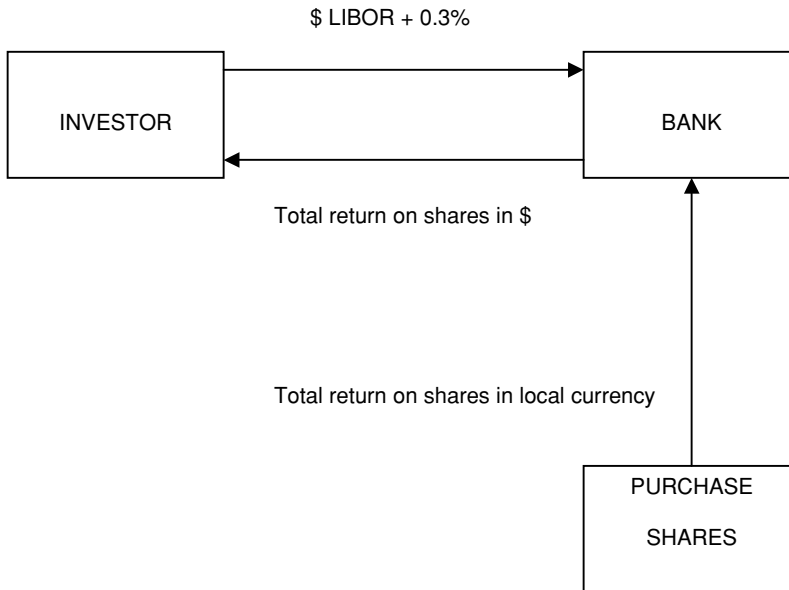 $ LIBOR + 0.3%
INVESTOR
BANK
Total return on shares in $
Total return on shares in local currency
PURCHASE
SHARES